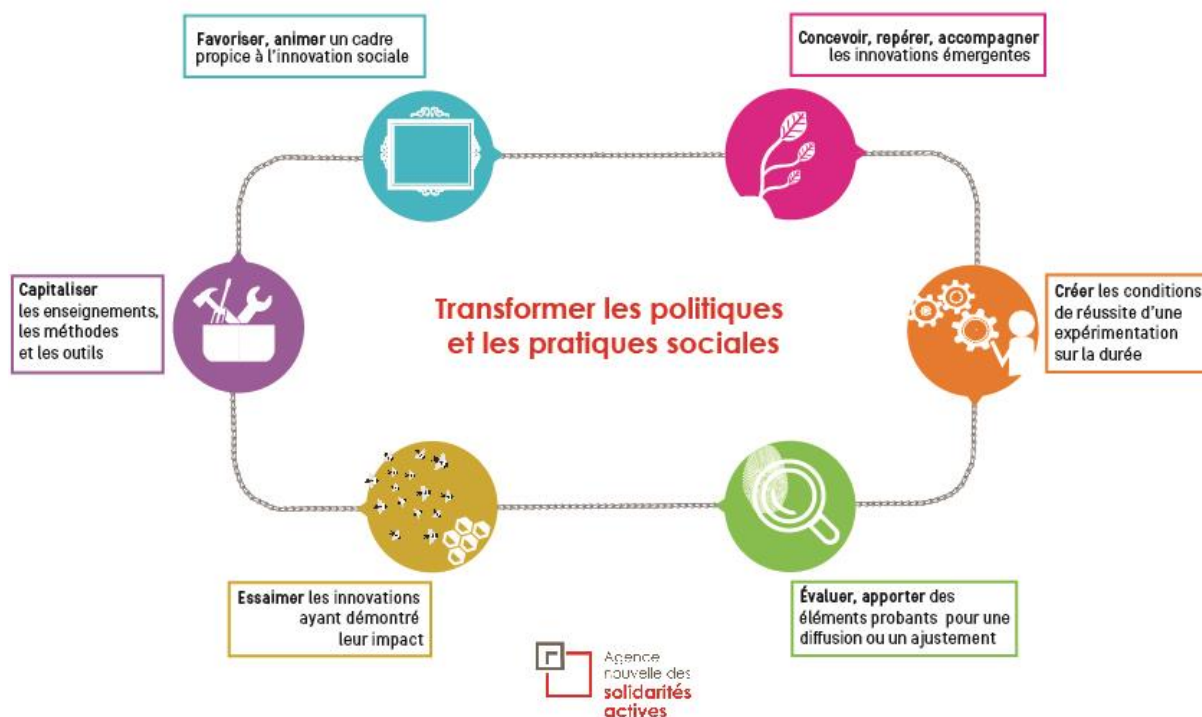 Favoriser, animer un cadre
propice à l'innovation sociale
Concevoir, repérer, accompagner
les innovations émergentes
Capitaliser
les enseignements,
les méthodes
et les outils
Transformer les politiques
et les pratiques sociales
Créer les conditions
de réussite d'une
expérimentation
sur la durée
Essaimer les innovations
ayant démontré
leur impact
Évaluer, apporter des
éléments probants pour une
diffusion ou un ajustement
Agence
nouvelle des
solidarités
actives